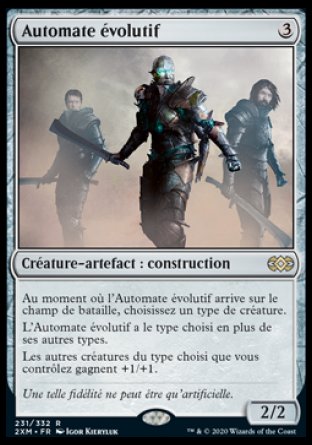 Automate évolutif 3
Créature-artefact : construction
Au moment où l'Automate évolutif arrive sur le
champ de bataille, choisissez un type de créature.
L'Automate évolutif a le type choisi en plus de
ses autres types.
Les autres créatures du type choisi que vous
contrôlez gagnent +1/+1.
Une telle fidélité ne peut être qu'artificielle.
2/2
231/332 R
2XM • FR Igor Kieryluk
™ & © 2020 Wizards of the Coast